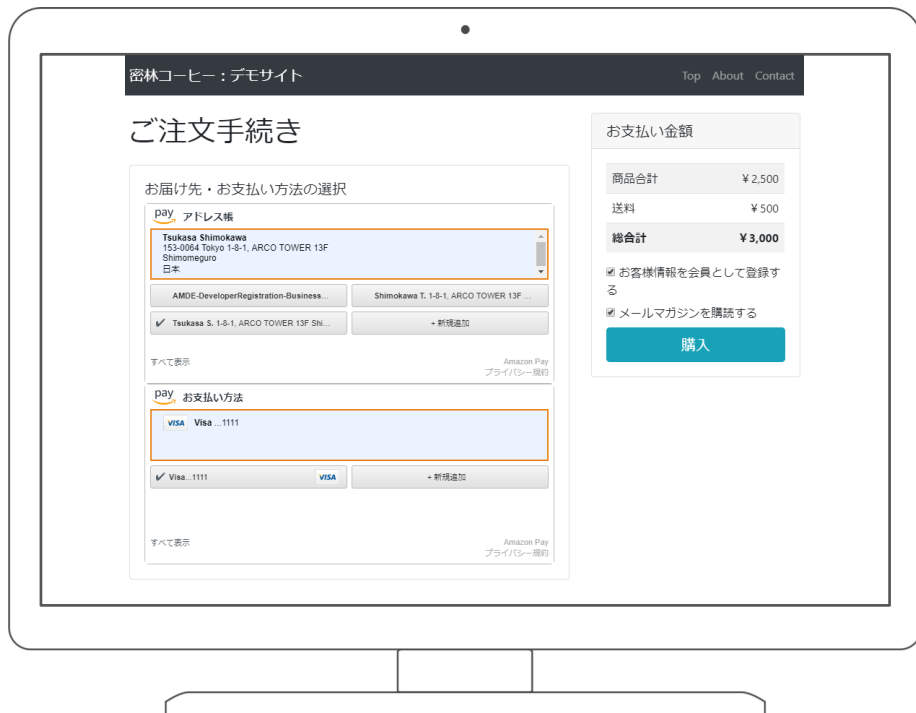 密林コーヒー：デモサイト
Top About Contact
ご注文手続き
お届け先・お支払い方法の選択
pay アドレス帳
Tsukasa Shimokawa
153-0064 Tokyo 1-8-1, ARCO TOWER 13F
Shimomeguro
日本
AMDE-DeveloperRegistration-Business...
Shimokawa T. 1-8-1, ARCO TOWER 13F ...
Tsukasa S. 1-8-1, ARCO TOWER 13F Shi...
+ 新規追加
すべて表示
Amazon Pay
プライバシー規約
pay お支払い方法
VISA Visa ...1111
Visa...1111 VISA
+ 新規追加
すべて表示
Amazon Pay
プライバシー規約
お支払い金額
商品合計 ¥ 2,500
送料 ¥ 500
総合計 ¥ 3,000
お客様情報を会員として登録す
る
メールマガジンを購読する
購入